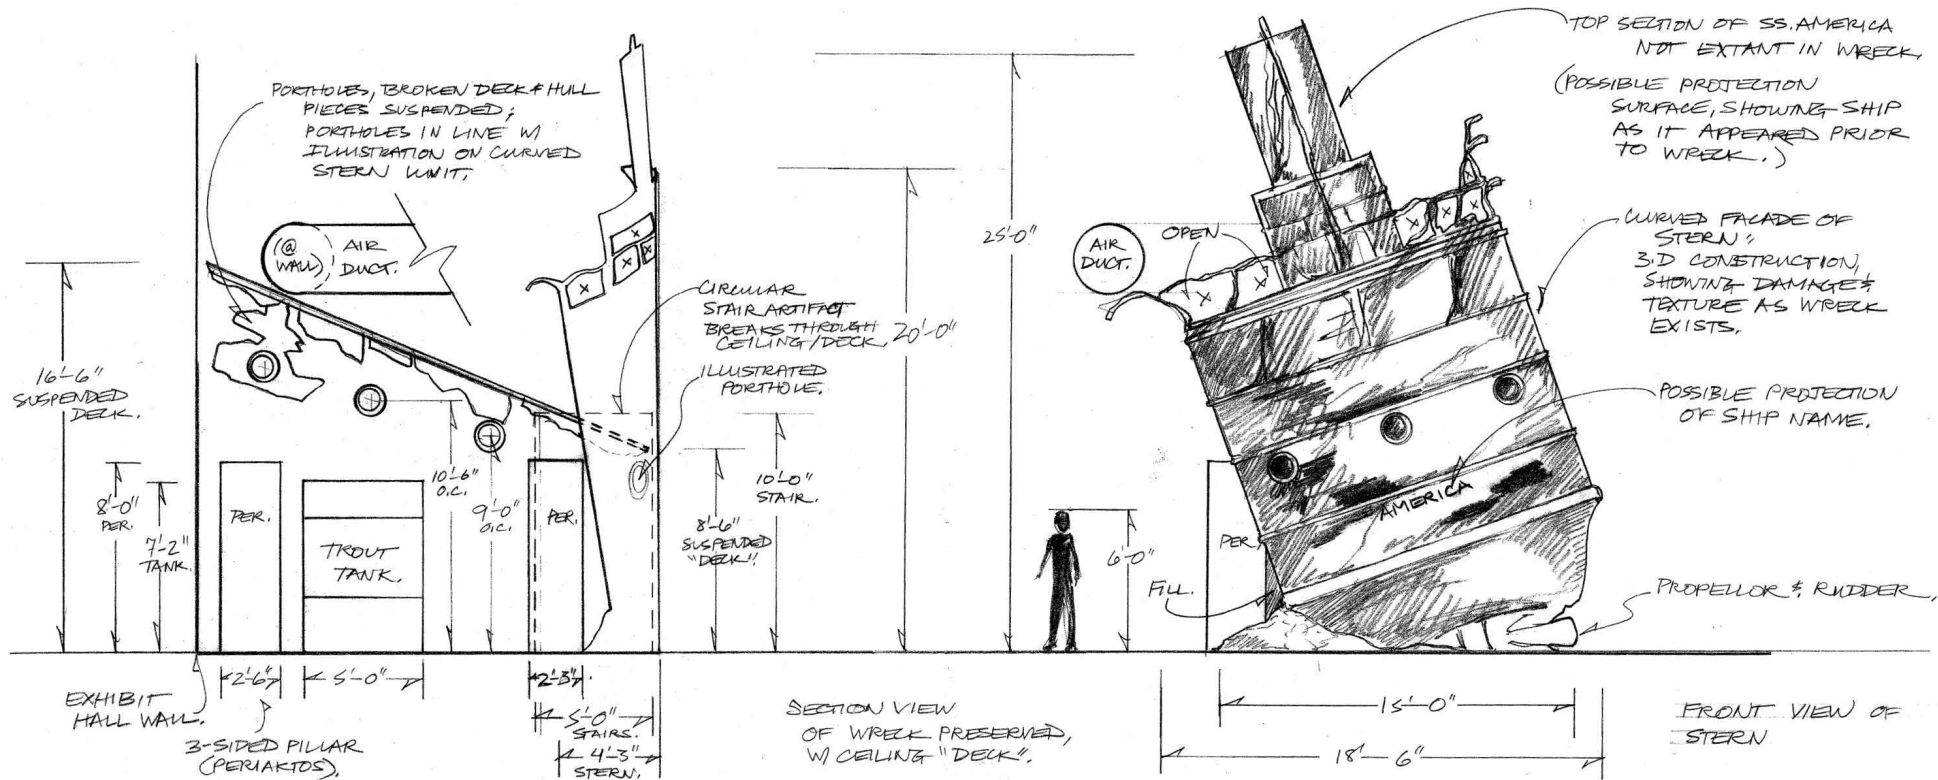 PORTHOLES, BROKEN DECK & HULL
PIECES SUSPENDED;
PORTHOLES IN LINE W/
ILLUSTRATION ON CURVED
STERN UNIT.
(@
WALL)
AIR
DUCT.
16'-6"
SUSPENDED
DECK.
8'-0"
PER.
7'-2"
TANK.
PER.
TROUT
TANK.
10'-6"
O.C.
9'-0"
O.C.
PER.
CIRCULAR
STAIR ARTIFACT
BREAKS THROUGH
CEILING/DECK.
ILLUSTRATED
PORTHOLE.
8'-6"
SUSPENDED
"DECK".
10'-0"
STAIR.
20'-0"
25'-0"
2'-6"
5'-0"
2'-3"
5'-0"
STAIRS.
4'-3"
STERN.
EXHIBIT
HALL WALL.
3-SIDED PILLAR
(PERIAKTOS).
SECTION VIEW
OF WRECK PRESERVED,
W/ CEILING "DECK".
TOP SECTION OF SS. AMERICA
NOT EXTANT IN WRECK.
(POSSIBLE PROJECTION
SURFACE, SHOWING SHIP
AS IT APPEARED PRIOR
TO WRECK.)
AIR
DUCT.
OPEN
CURVED FACADE OF
STERN;
3-D CONSTRUCTION,
SHOWING DAMAGE &
TEXTURE AS WRECK
EXISTS.
POSSIBLE PROJECTION
OF SHIP NAME.
AMERICA
6'-0"
PER.
FILL.
PROPELLOR & RUDDER.
15'-0"
18'-6"
FRONT VIEW OF
STERN